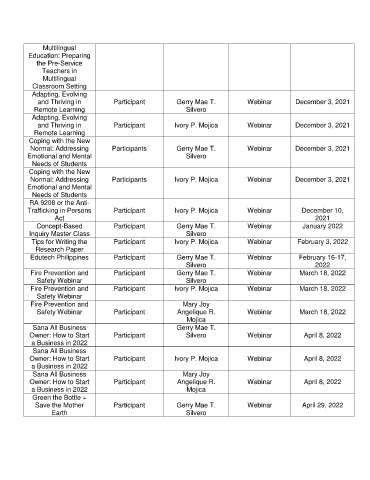 Multilingual
Education: Preparing
the Pre-Service
Teachers in
Multilingual
Classroom Setting
Adapting, Evolving
and Thriving in
Remote Learning
Participant
Gerry Mae T.
Silvero
Webinar
December 3, 2021
Adapting, Evolving
and Thriving in
Remote Learning
Participant
Ivory P. Mojica
Webinar
December 3, 2021
Coping with the New
Normal: Addressing
Emotional and Mental
Needs of Students
Participants
Gerry Mae T.
Silvero
Webinar
December 3, 2021
Coping with the New
Normal: Addressing
Emotional and Mental
Needs of Students
Participants
Ivory P. Mojica
Webinar
December 3, 2021
RA 9208 or the Anti-
Trafficking in Persons
Act
Participant
Ivory P. Mojica
Webinar
December 10,
2021
Concept-Based
Inquiry Master Class
Participant
Gerry Mae T.
Silvero
Webinar
January 2022
Tips for Writing the
Research Paper
Participant
Ivory P. Mojica
Webinar
February 3, 2022
Edutech Philippines
Participant
Gerry Mae T.
Silvero
Webinar
February 16-17,
2022
Fire Prevention and
Safety Webinar
Participant
Gerry Mae T.
Silvero
Webinar
March 18, 2022
Fire Prevention and
Safety Webinar
Participant
Ivory P. Mojica
Webinar
March 18, 2022
Fire Prevention and
Safety Webinar
Participant
Mary Joy
Angelique R.
Mojica
Webinar
March 18, 2022
Sana All Business
Owner: How to Start
a Business in 2022
Participant
Gerry Mae T.
Silvero
Webinar
April 8, 2022
Sana All Business
Owner: How to Start
a Business in 2022
Participant
Ivory P. Mojica
Webinar
April 8, 2022
Sana All Business
Owner: How to Start
a Business in 2022
Participant
Mary Joy
Angelique R.
Mojica
Webinar
April 8, 2022
Green the Bottle +
Save the Mother
Earth
Participant
Gerry Mae T.
Silvero
Webinar
April 29, 2022